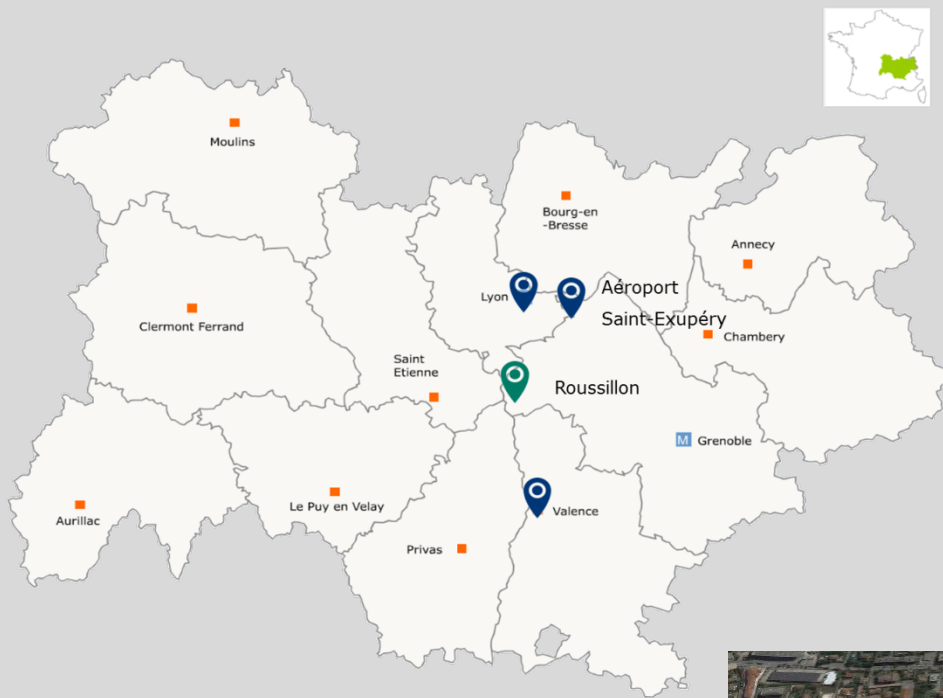 Moulins
Bourg-en
-Bresse
Annecy
Lyon
Aéroport
Saint-Exupéry
Clermont Ferrand
Chambery
Saint
Etienne
Roussillon
M Grenoble
Le Puy en Velay
Valence
Aurillac
Privas